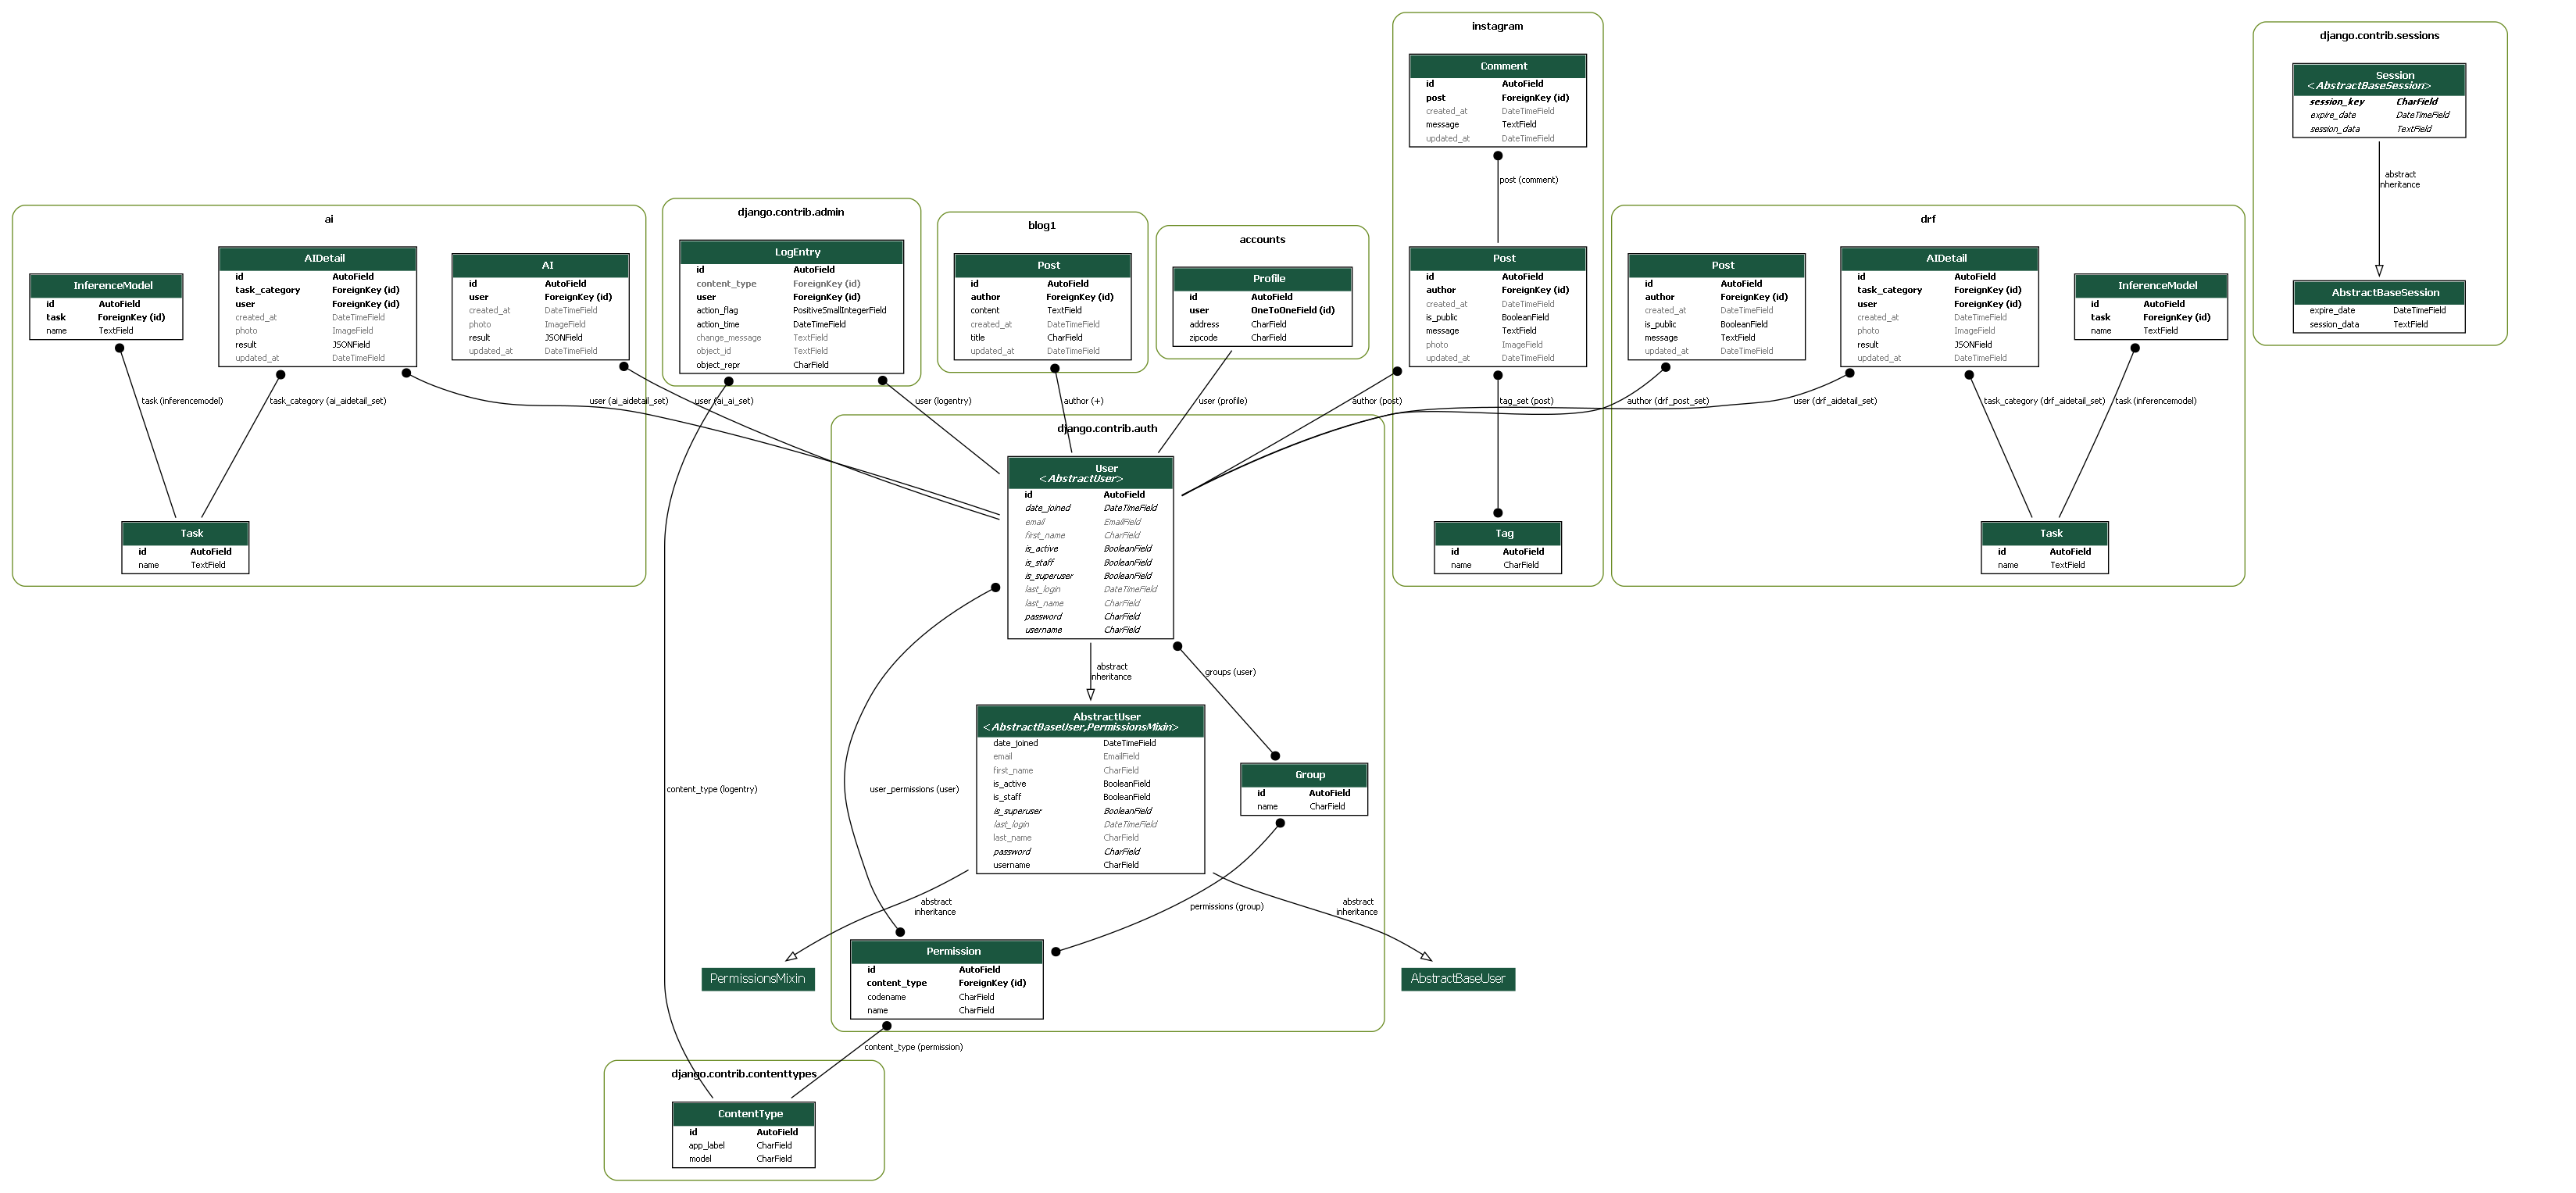 instagram
Comment
id AutoField
post ForeignKey (id)
created_at DateTimeField
message TextField
updated_at DateTimeField
post (comment)
django.contrib.sessions
Session
<AbstractBaseSession>
session_key CharField
expire_date DateTimeField
session_data TextField
abstract
inheritance
AbstractBaseSession
expire_date DateTimeField
session_data TextField
ai
InferenceModel
id AutoField
task ForeignKey (id)
name TextField
AIDetail
id AutoField
task_category ForeignKey (id)
user ForeignKey (id)
created_at DateTimeField
photo ImageField
result JSONField
updated_at DateTimeField
AI
id AutoField
user ForeignKey (id)
created_at DateTimeField
photo ImageField
result JSONField
updated_at DateTimeField
django.contrib.admin
LogEntry
id AutoField
content_type ForeignKey (id)
user ForeignKey (id)
action_flag PositiveSmallIntegerField
action_time DateTimeField
change_message TextField
object_id TextField
object_repr CharField
blog1
Post
id AutoField
author ForeignKey (id)
content TextField
created_at DateTimeField
title CharField
updated_at DateTimeField
accounts
Profile
id AutoField
user OneToOneField (id)
address CharField
zipcode CharField
Post
id AutoField
author ForeignKey (id)
created_at DateTimeField
is_public BooleanField
message TextField
photo ImageField
updated_at DateTimeField
drf
Post
id AutoField
author ForeignKey (id)
created_at DateTimeField
is_public BooleanField
message TextField
updated_at DateTimeField
AIDetail
id AutoField
task_category ForeignKey (id)
user ForeignKey (id)
created_at DateTimeField
photo ImageField
result JSONField
updated_at DateTimeField
InferenceModel
id AutoField
task ForeignKey (id)
name TextField
task (inferencemodel)
task_category (ai_aidetail_set)
user (ai_aidetail_set)
user (ai_ai_set)
user (logentry)
author (+)
user (profile)
author (post)
tag_set (post)
author (drf_post_set)
user (drf_aidetail_set)
task_category (drf_aidetail_set)
task (inferencemodel)
Task
id AutoField
name TextField
django.contrib.auth
User
<AbstractUser>
id AutoField
date_joined DateTimeField
email EmailField
first_name CharField
is_active BooleanField
is_staff BooleanField
is_superuser BooleanField
last_login DateTimeField
last_name CharField
password CharField
username CharField
Tag
id AutoField
name CharField
Task
id AutoField
name TextField
abstract
inheritance
groups (user)
AbstractUser
<AbstractBaseUser,PermissionsMixin>
date_joined DateTimeField
email EmailField
first_name CharField
is_active BooleanField
is_staff BooleanField
is_superuser BooleanField
last_login DateTimeField
last_name CharField
password CharField
username CharField
Group
id AutoField
name CharField
content_type (logentry)
user_permissions (user)
abstract
inheritance
permissions (group)
abstract
inheritance
PermissionsMixin
Permission
id AutoField
content_type ForeignKey (id)
codename CharField
name CharField
AbstractBaseUser
content_type (permission)
django.contrib.contenttypes
ContentType
id AutoField
app_label CharField
model CharField